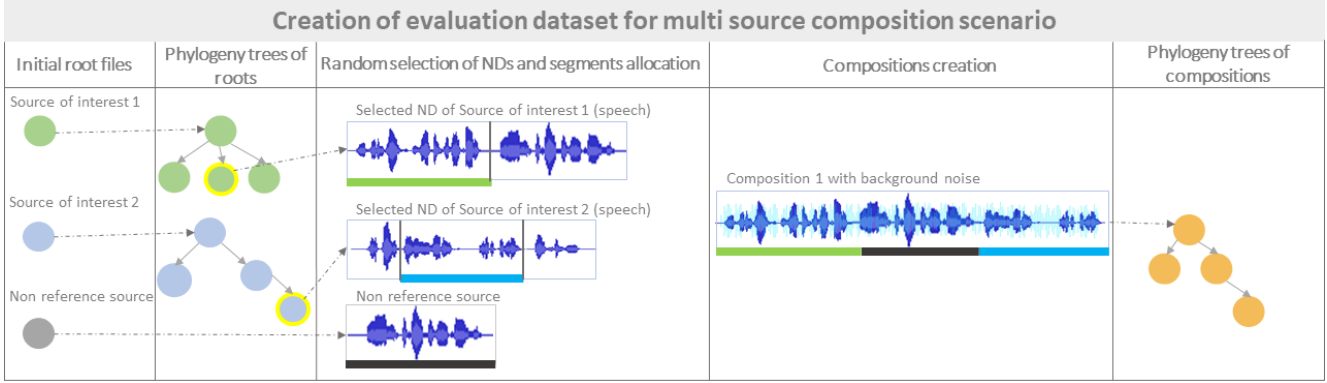 Creation of evaluation dataset for multi source composition scenario
Initial root files
Phylogeny trees of
roots
Random selection of NDs and segments allocation
Compositions creation
Phylogeny trees of
compositions
Source of interest 1
Selected ND of Source of interest 1 (speech)
Source of interest 2
Selected ND of Source of interest 2 (speech)
Non reference source
Non reference source
Composition 1 with background noise